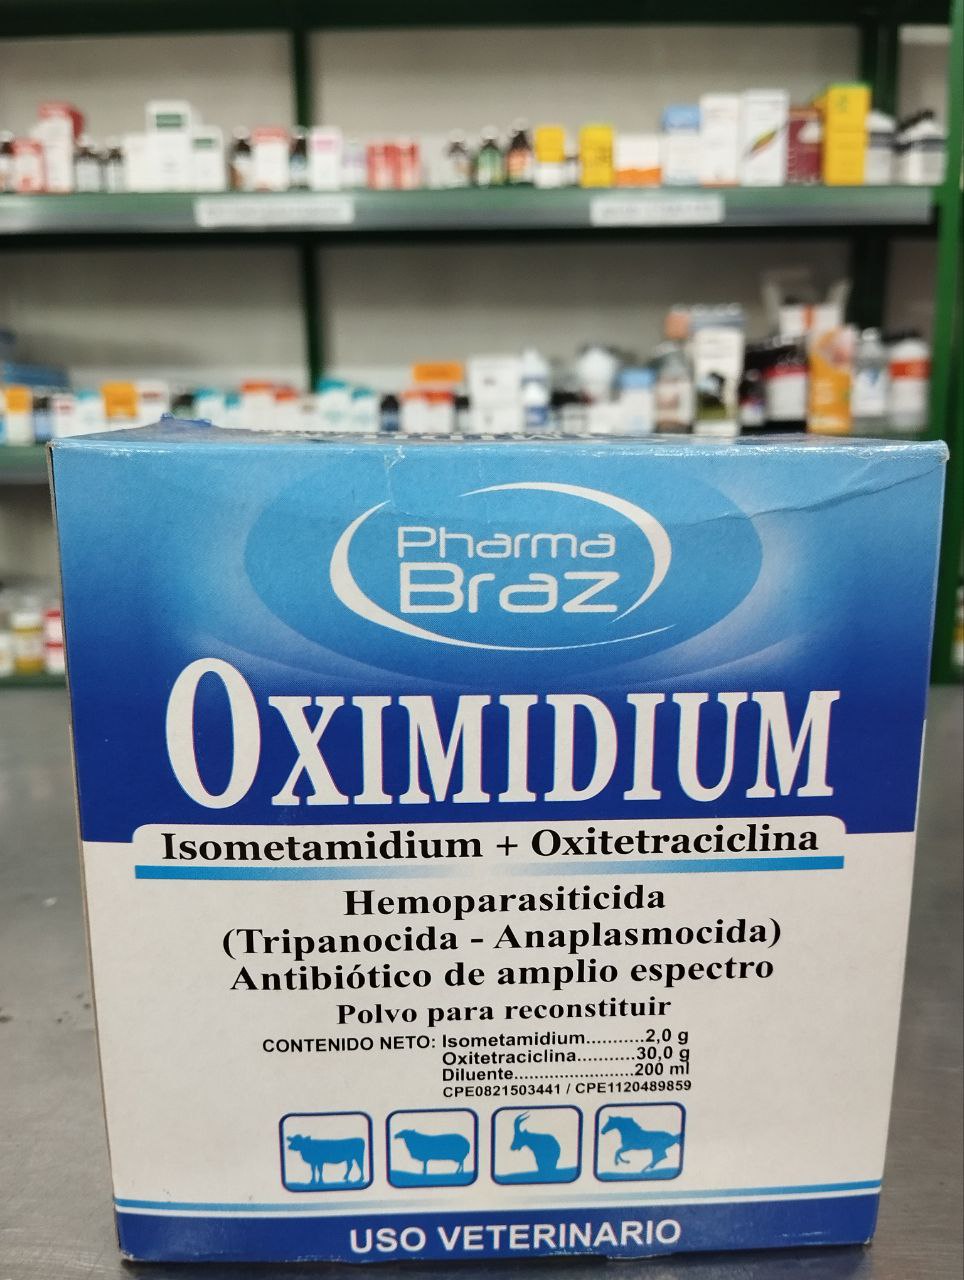 Pharma
Braz
OXIMIDIUM
Isometamidium + Oxitetraciclina
Hemoparasiticida
(Tripanocida - Anaplasmocida)
Antibiótico de amplio espectro
Polvo para reconstituir
CONTENIDO NETO: Isometamidium...........2,0 g
Oxitetraciclina...........30,0 g
Diluente.......................200 ml
CPE0821503441 / CPE1120489859
USO VETERINARIO